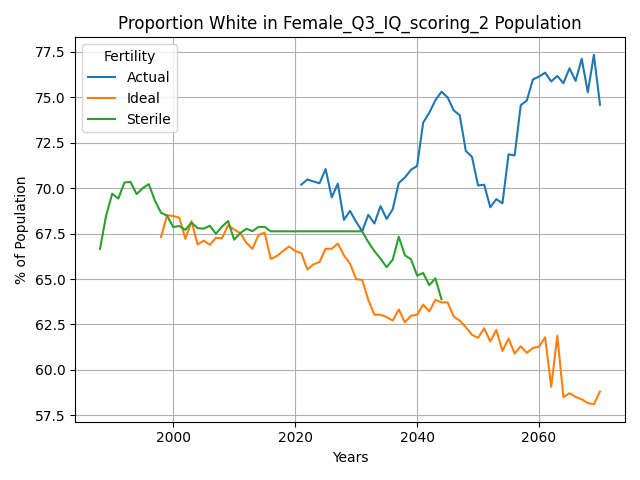 Proportion White in Female_Q3_IQ_scoring_2 Population
Fertility
Actual
Ideal
Sterile
% of Population
77.5
75.0
72.5
70.0
67.5
65.0
62.5
60.0
57.5
2000
2020
2040
2060
Years